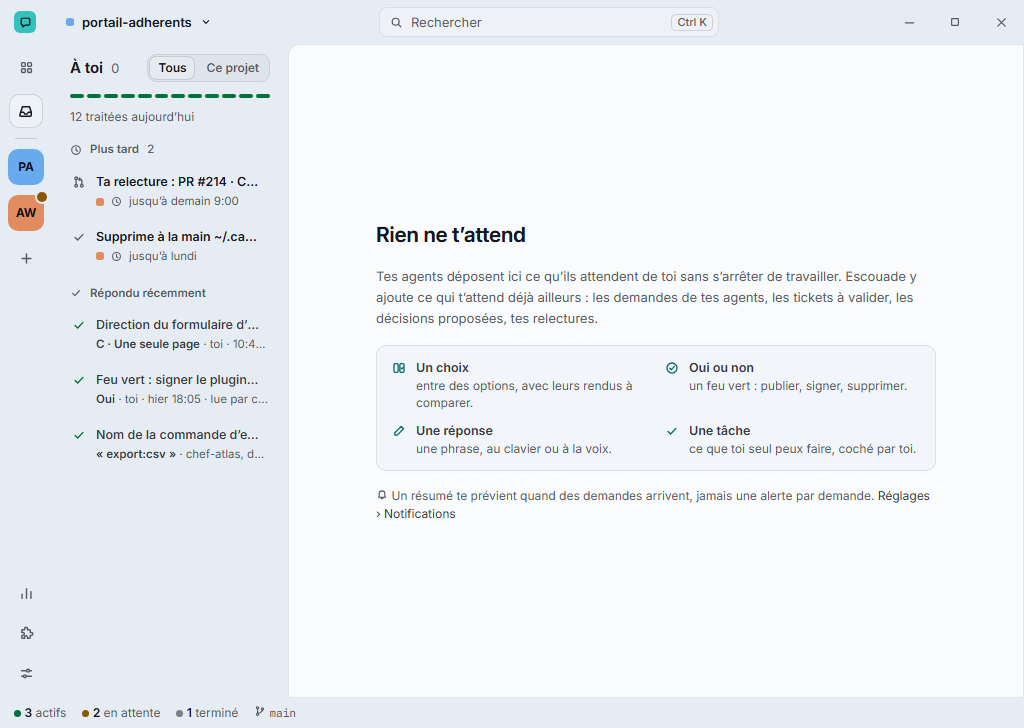 portail-adherents
Rechercher
Ctrl K
À toi 0
Tous
Ce projet
12 traitées aujourd’hui
Plus tard 2
PA
AW
Ta relecture : PR #214 · C…
jusqu’à demain 9:00
Supprime à la main ~/.ca…
jusqu’à lundi
Répondu récemment
Direction du formulaire d’…
C · Une seule page · toi · 10:4…
Feu vert : signer le plugin…
Oui · toi · hier 18:05 · lue par c…
Nom de la commande d’e…
« export:csv » · chef-atlas, d…
Rien ne t’attend
Tes agents déposent ici ce qu’ils attendent de toi sans s’arrêter de travailler. Escouade y
ajoute ce qui t’attend déjà ailleurs : les demandes de tes agents, les tickets à valider, les
décisions proposées, tes relectures.
Un choix
entre des options, avec leurs rendus à
comparer.
Oui ou non
un feu vert : publier, signer, supprimer.
Une réponse
une phrase, au clavier ou à la voix.
Une tâche
ce que toi seul peux faire, coché par toi.
Un résumé te prévient quand des demandes arrivent, jamais une alerte par demande. Réglages
› Notifications
3 actifs
2 en attente
1 terminé
main